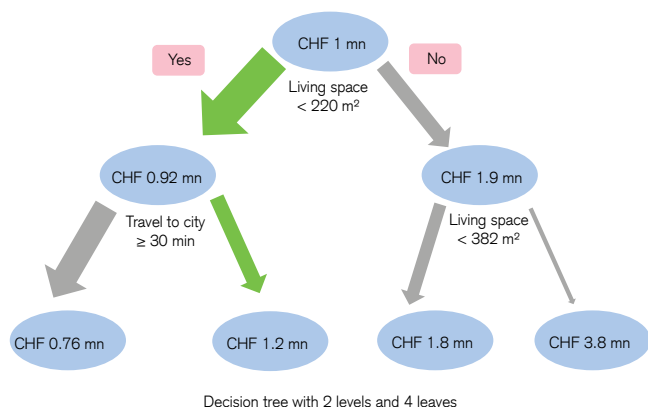 CHF 1 mn
Yes
No
Living space
< 220 m²
CHF 0.92 mn
CHF 1.9 mn
Travel to city
≥ 30 min
Living space
< 382 m²
CHF 0.76 mn
CHF 1.2 mn
CHF 1.8 mn
CHF 3.8 mn
Decision tree with 2 levels and 4 leaves